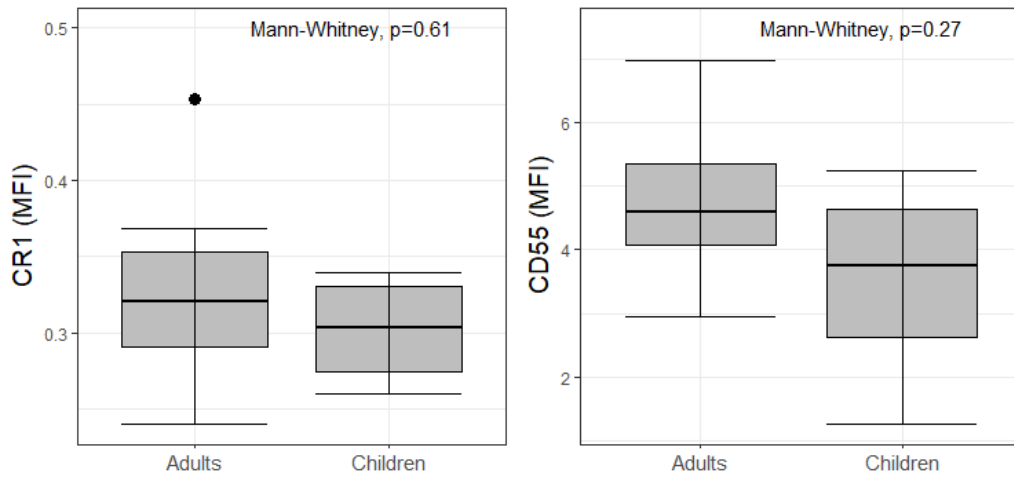 Mann-Whitney, p=0.61
CR1 (MFI)
0.5
0.4
0.3
Adults
Children
Mann-Whitney, p=0.27
CD55 (MFI)
6
4
2
Adults
Children